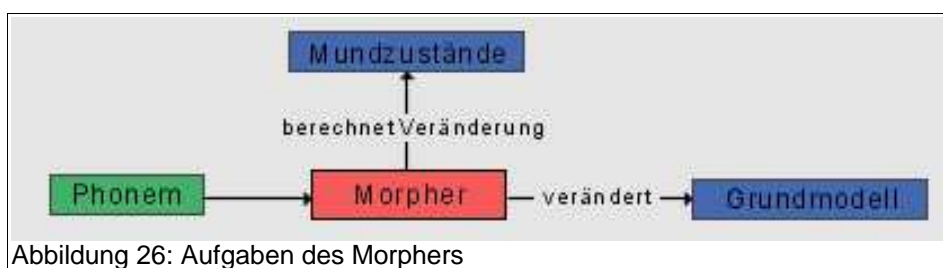 Mundzustände
berechnet Veränderung
Phonem
Morpher
verändert
Grundmodell
Abbildung 26: Aufgaben des Morphers